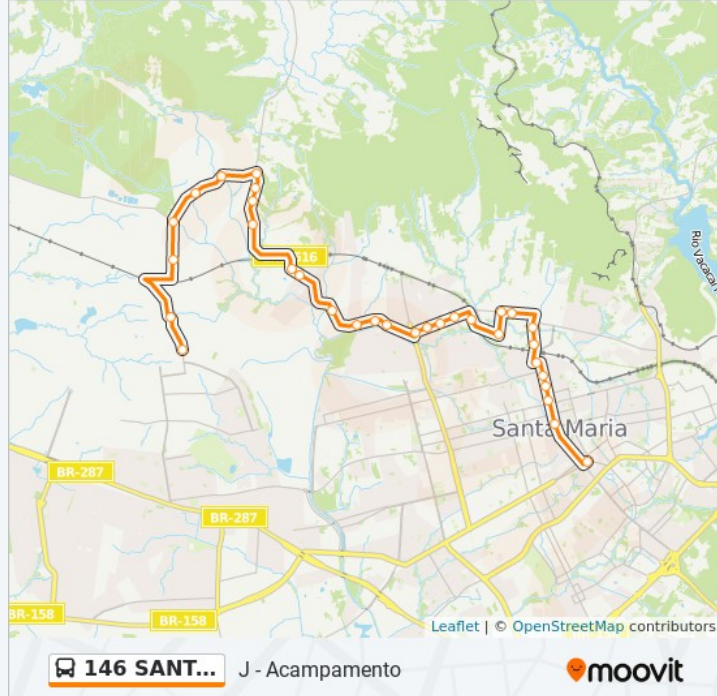 516
Rio Vacacaí
Santa Maria
BR-287
BR-287
BR-158
BR-158
Leaflet | © OpenStreetMap contributors
146 SANT... J - Acampamento moovit